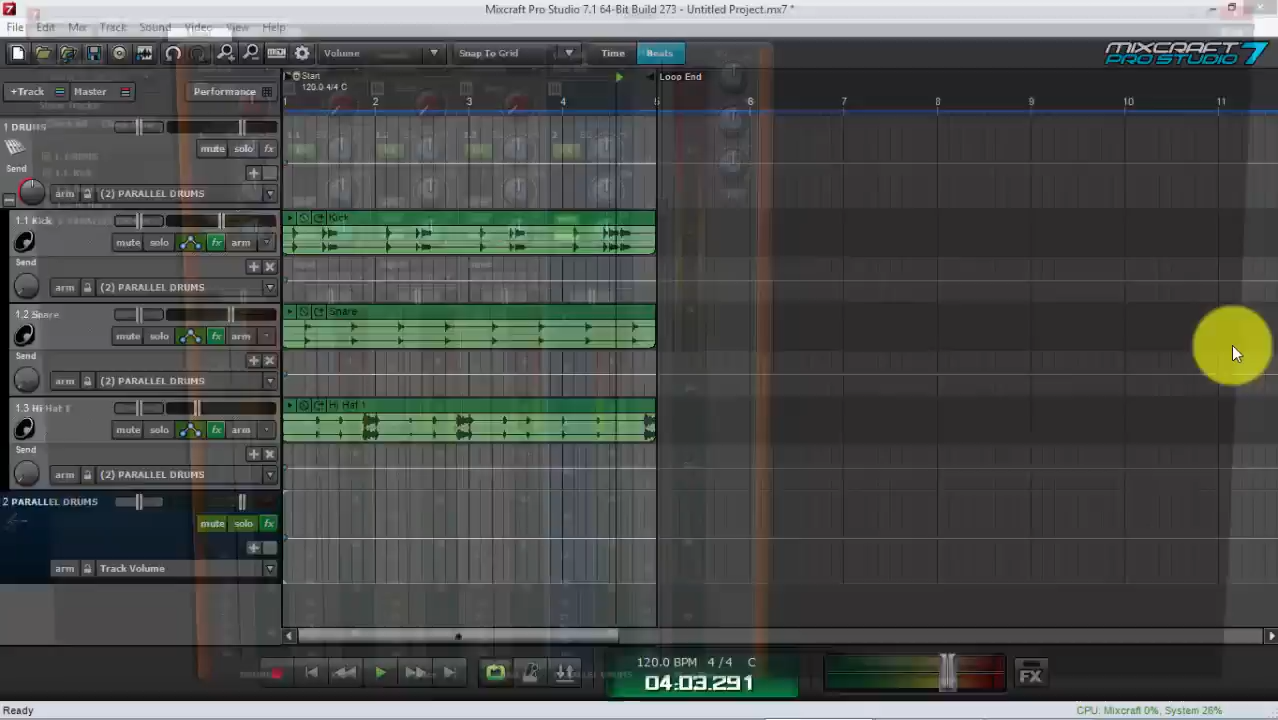 Mixcraft Pro Studio 7.1 64-Bit Build 273 - Untitled Project.mx7 *
File Edit Mix Track Sound Video View Help
Volume Snap To Grid Time Beats
MIXCRAFT PRO STUDIO 7
+Track Master Performance
Start
120.0 4/4 C
Loop End
1 2 3 4 5 6 7 8 9 10 11
1 DRUMS
mute solo fx
Send
arm (2) PARALLEL DRUMS
1.1 Kick
Kick
mute solo fx arm
Send
arm (2) PARALLEL DRUMS
1.2 Snare
Snare
mute solo fx arm
Send
arm (2) PARALLEL DRUMS
1.3 Hi Hat 1
Hi Hat 1
mute solo fx arm
Send
arm (2) PARALLEL DRUMS
2 PARALLEL DRUMS
mute solo fx
arm Track Volume
120.0 BPM 4/4 C
04:03.291
FX
Ready
CPU: Mixcraft 0%, System 26%